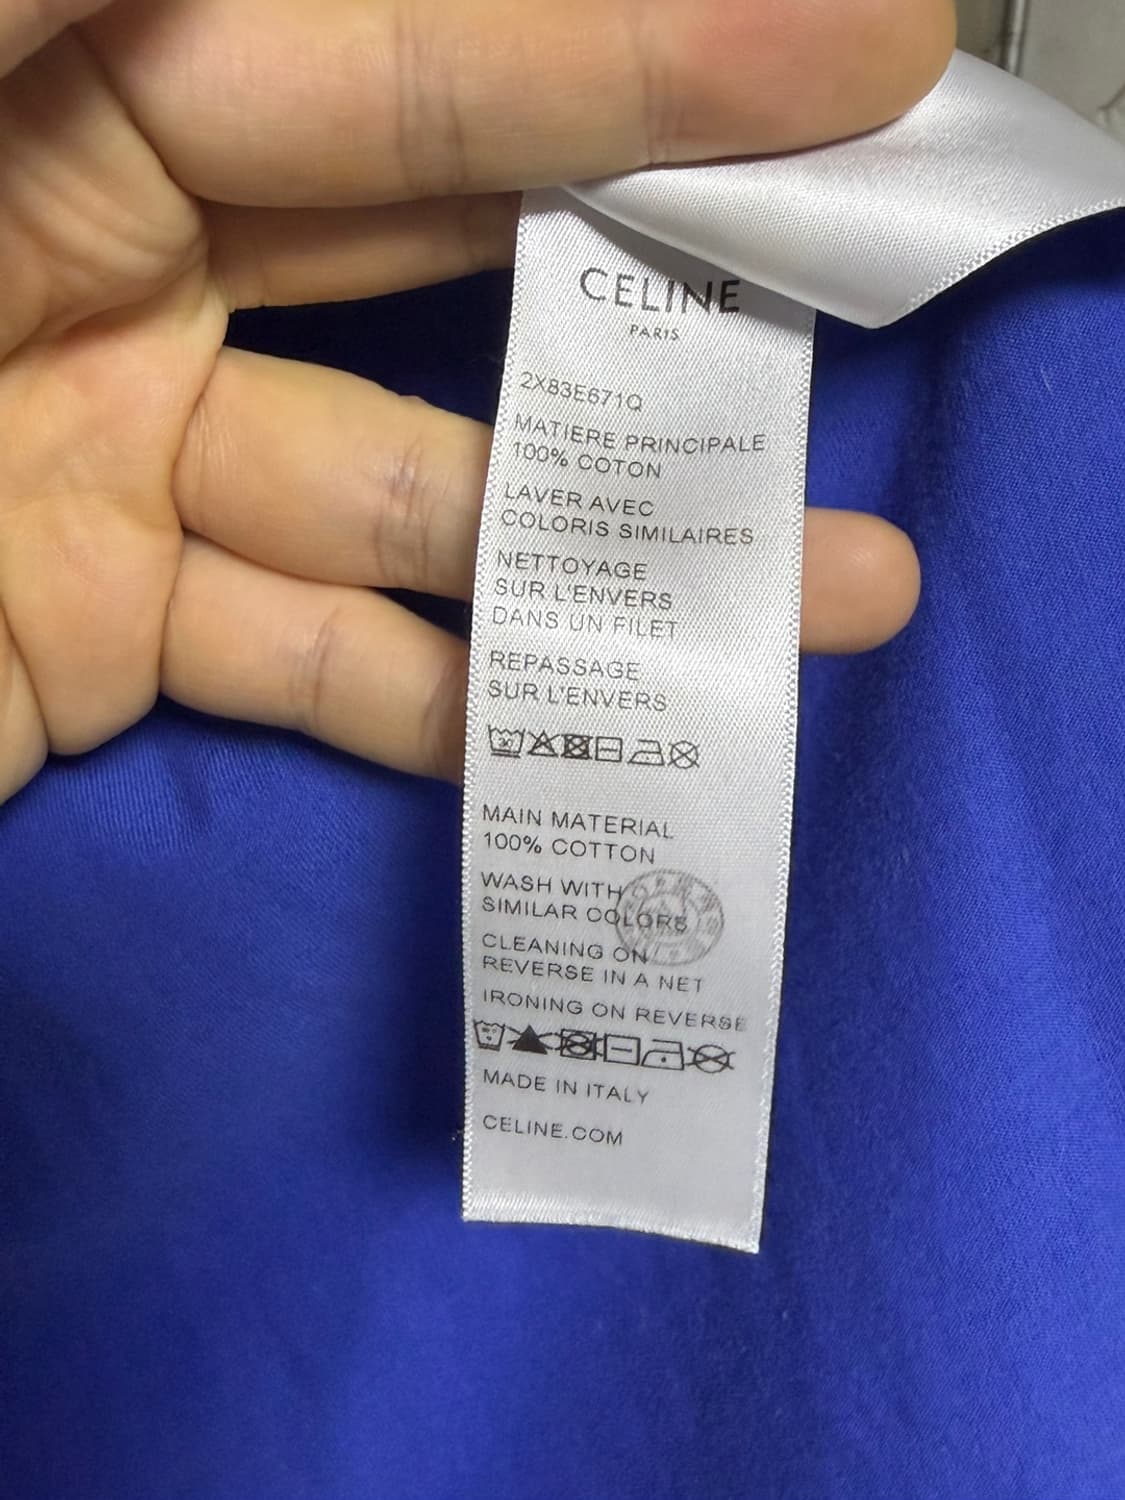 CELINE
PARIS
2X83E671Q
MATIERE PRINCIPALE
100% COTON
LAVER AVEC
COLORIS SIMILAIRES
NETTOYAGE
SUR L'ENVERS
DANS UN FILET
REPASSAGE
SUR L'ENVERS
MAIN MATERIAL
100% COTTON
WASH WITH
SIMILAR COLORS
CLEANING ON
REVERSE IN A NET
IRONING ON REVERSE
MADE IN ITALY
CELINE.COM